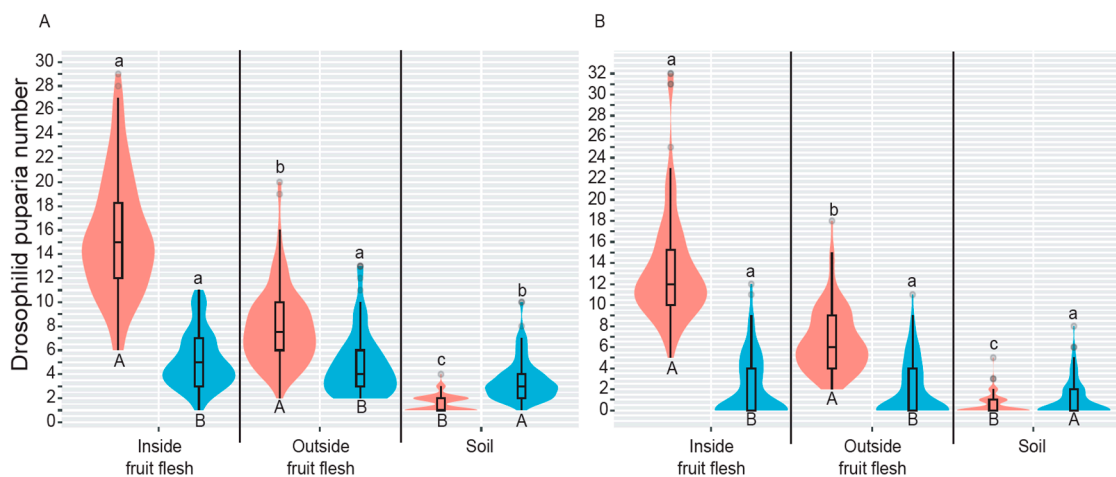 A
B
Drosophilid puparia number
30
28
26
24
22
20
18
16
14
12
10
8
6
4
2
0
a
A
a
B
b
A
a
B
c
B
b
A
Inside
fruit flesh
Outside
fruit flesh
Soil
32
30
28
26
24
22
20
18
16
14
12
10
8
6
4
2
0
a
A
a
B
b
A
a
B
c
B
a
A
Inside
fruit flesh
Outside
fruit flesh
Soil